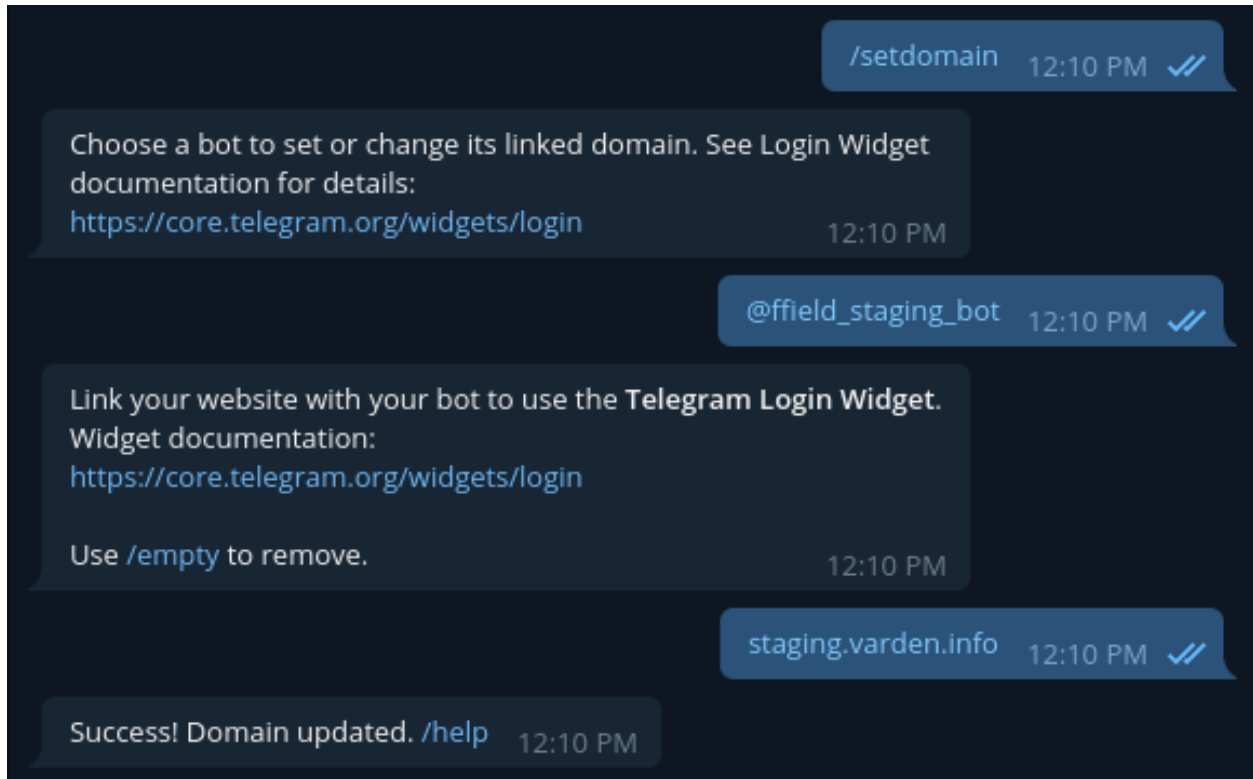 /setdomain 12:10 PM
Choose a bot to set or change its linked domain. See Login Widget
documentation for details:
https://core.telegram.org/widgets/login 12:10 PM
@ffield_staging_bot 12:10 PM
Link your website with your bot to use the Telegram Login Widget.
Widget documentation:
https://core.telegram.org/widgets/login
Use /empty to remove. 12:10 PM
staging.varden.info 12:10 PM
Success! Domain updated. /help 12:10 PM